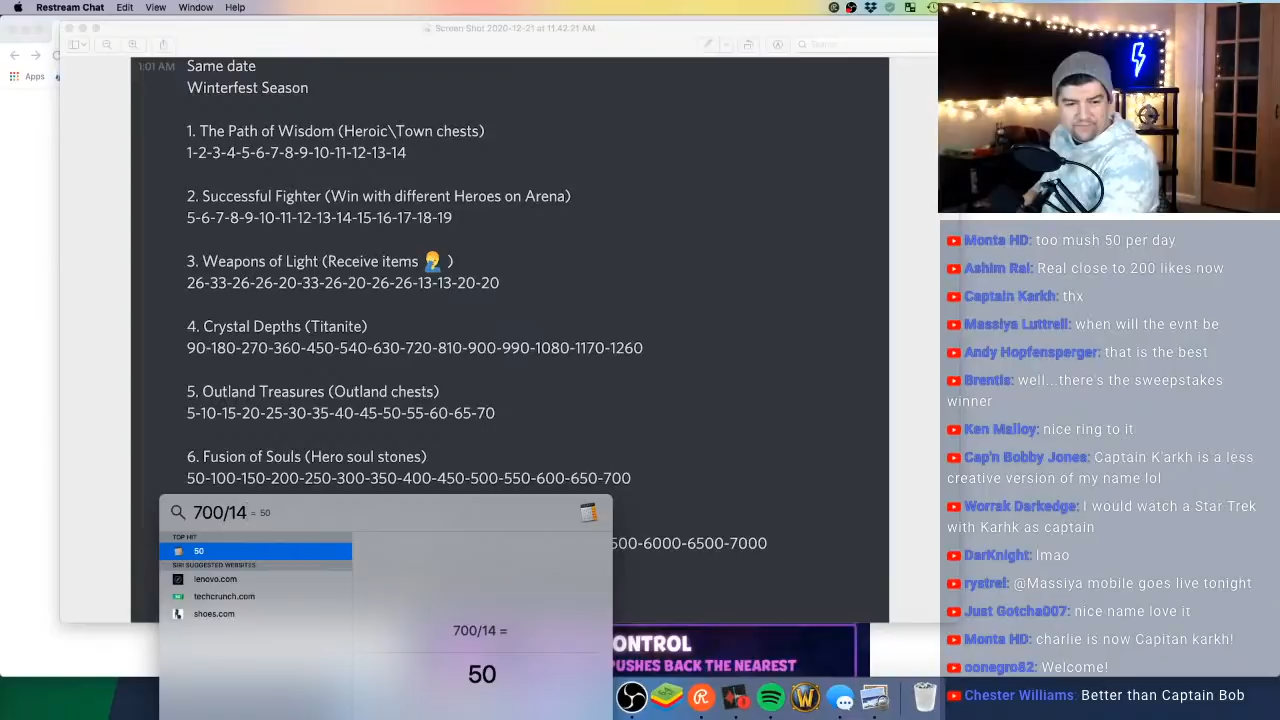 Restream Chat Edit View Window Help
Screen Shot 2020-12-21 at 11.42.21 AM
Search
Apps
1:01 AM Same date
Winterfest Season
1. The Path of Wisdom (Heroic\Town chests)
1-2-3-4-5-6-7-8-9-10-11-12-13-14
2. Successful Fighter (Win with different Heroes on Arena)
5-6-7-8-9-10-11-12-13-14-15-16-17-18-19
3. Weapons of Light (Receive items 🤦‍♂️ )
26-33-26-26-20-33-26-20-26-26-13-13-20-20
4. Crystal Depths (Titanite)
90-180-270-360-450-540-630-720-810-900-990-1080-1170-1260
5. Outland Treasures (Outland chests)
5-10-15-20-25-30-35-40-45-50-55-60-65-70
6. Fusion of Souls (Hero soul stones)
50-100-150-200-250-300-350-400-450-500-550-600-650-700
500-6000-6500-7000
700/14 = 50
TOP HIT
50
SIRI SUGGESTED WEBSITES
lenovo.com
techcrunch.com
shoes.com
700/14 =
50
ONTROL
PUSHES BACK THE NEAREST
Monta HD: too mush 50 per day
Ashim Rai: Real close to 200 likes now
Captain Karkh: thx
Massiya Luttrell: when will the evnt be
Andy Hopfensperger: that is the best
Brentis: well...there's the sweepstakes
winner
Ken Malloy: nice ring to it
Cap'n Bobby Jones: Captain K'arkh is a less
creative version of my name lol
Worrak Darkedge: I would watch a Star Trek
with Karhk as captain
DarKnight: lmao
rystrel: @Massiya mobile goes live tonight
Just Gotcha007: nice name love it
Monta HD: charlie is now Capitan karkh!
oonegro82: Welcome!
Chester Williams: Better than Captain Bob